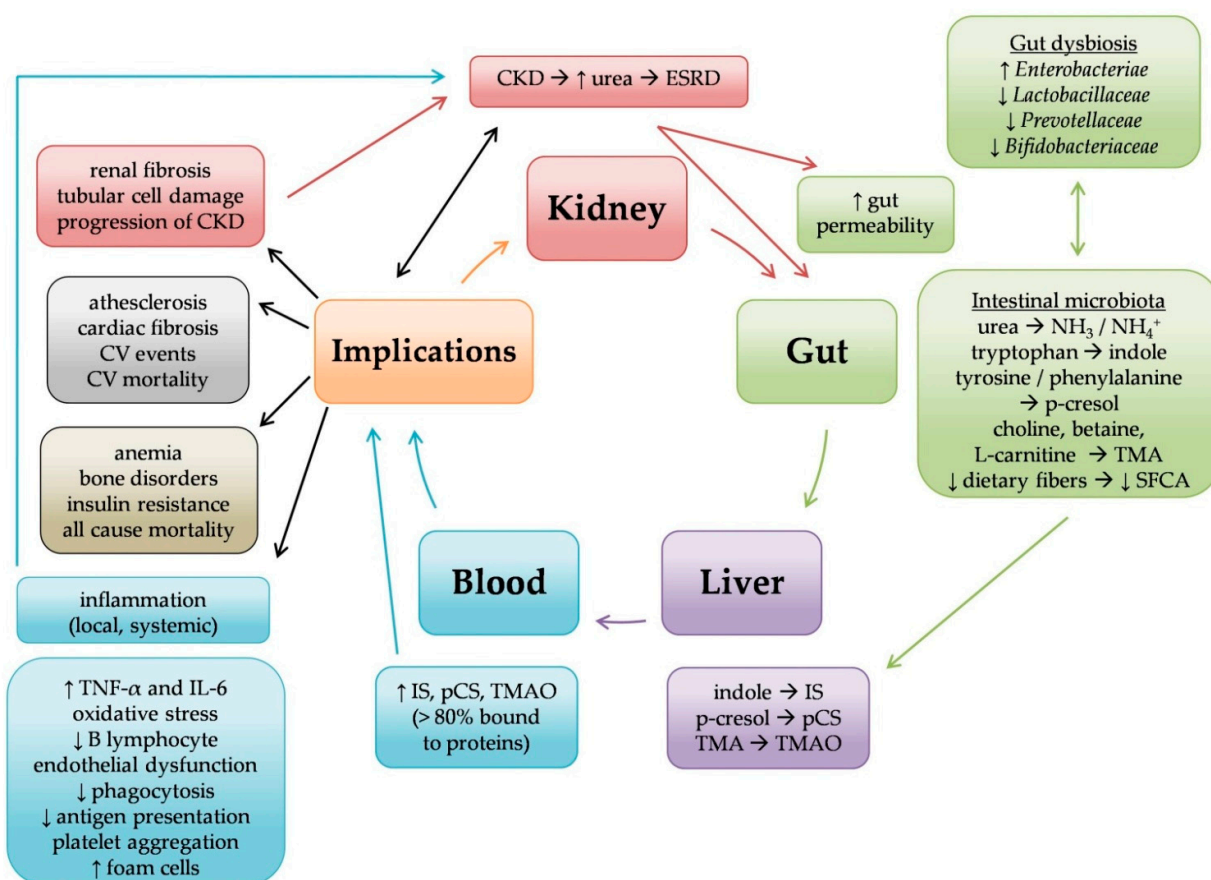 CKD → ↑ urea → ESRD
Gut dysbiosis
↑ Enterobacteriae
↓ Lactobacillaceae
↓ Prevotellaceae
↓ Bifidobacteriaceae
renal fibrosis
tubular cell damage
progression of CKD
Kidney
↑ gut
permeability
athesclerosis
cardiac fibrosis
CV events
CV mortality
Implications
Gut
Intestinal microbiota
urea → NH₃ / NH₄⁺
tryptophan → indole
tyrosine / phenylalanine
→ p-cresol
choline, betaine,
L-carnitine → TMA
↓ dietary fibers → ↓ SFCA
anemia
bone disorders
insulin resistance
all cause mortality
Blood
Liver
inflammation
(local, systemic)
↑ TNF-α and IL-6
oxidative stress
↓ B lymphocyte
endothelial dysfunction
↓ phagocytosis
↓ antigen presentation
platelet aggregation
↑ foam cells
↑ IS, pCS, TMAO
(> 80% bound
to proteins)
indole → IS
p-cresol → pCS
TMA → TMAO